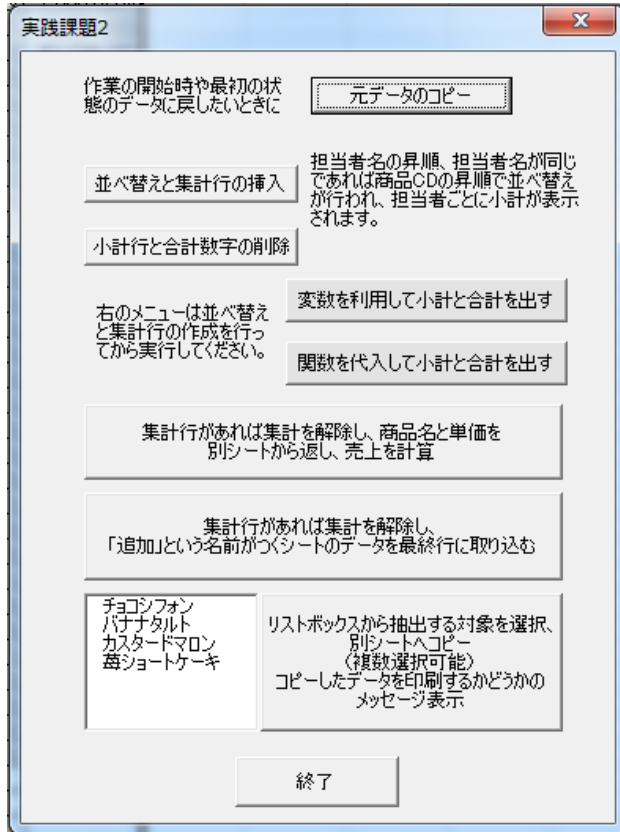 実践課題2
作業の開始時や最初の状
態のデータに戻したいときに
元データのコピー
並べ替えと集計行の挿入
担当者名の昇順、担当者名が同じ
であれば商品CDの昇順で並べ替え
が行われ、担当者ごとに小計が表示
されます。
小計行と合計数字の削除
右のメニューは並べ替え
と集計行の作成を行っ
てから実行してください。
変数を利用して小計と合計を出す
関数を代入して小計と合計を出す
集計行があれば集計を解除し、商品名と単価を
別シートから返し、売上を計算
集計行があれば集計を解除し、
「追加」という名前がつくシートのデータを最終行に取り込む
チョコシフォン
バナナタルト
カスタードマロン
苺ショートケーキ
リストボックスから抽出する対象を選択、
別シートへコピー
(複数選択可能)
コピーしたデータを印刷するかどうかの
メッセージ表示
終了